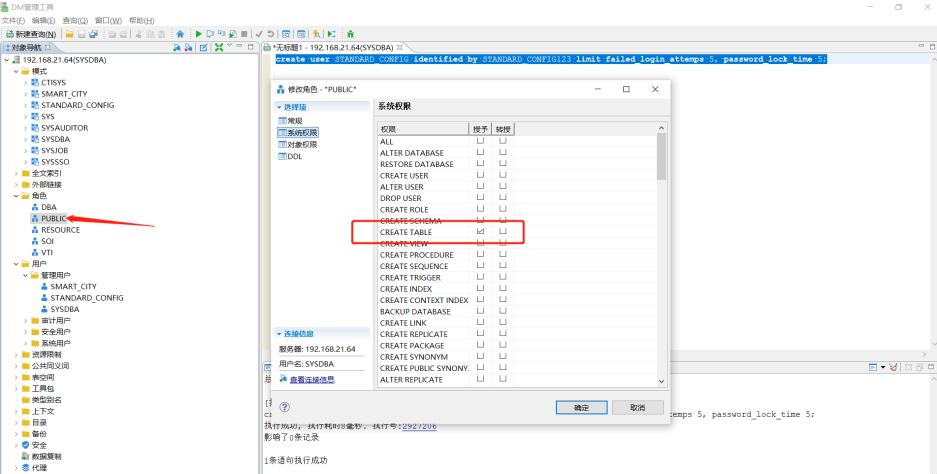 DM管理工具
文件(F) 编辑(E) 查询(Q) 窗口(W) 帮助(H)
新建查询(N)
对象导航
192.168.21.64(SYSDBA)
模式
CTISYS
SMART_CITY
STANDARD_CONFIG
SYS
SYSAUDITOR
SYSDBA
SYSJOB
SYSSSO
全文索引
外部链接
角色
DBA
PUBLIC
RESOURCE
SOI
VTI
用户
管理用户
SMART_CITY
STANDARD_CONFIG
SYSDBA
审计用户
安全用户
系统用户
资源限制
公共同义词
表空间
工具包
类型别名
上下文
目录
备份
安全
数据复制
代理
*无标题1 - 192.168.21.64(SYSDBA)
create user STANDARD_CONFIG identified by STANDARD_CONFIG123 limit failed_login_attemps 5, password_lock_time 5;
修改角色 - "PUBLIC"
选择项
常规
系统权限
对象权限
DDL
连接信息
服务器: 192.168.21.64
用户名: SYSDBA
查看连接信息
系统权限
权限 授予 转授
ALL
ALTER DATABASE
RESTORE DATABASE
CREATE USER
ALTER USER
DROP USER
CREATE ROLE
CREATE SCHEMA
CREATE TABLE
CREATE VIEW
CREATE PROCEDURE
CREATE SEQUENCE
CREATE TRIGGER
CREATE INDEX
CREATE CONTEXT INDEX
BACKUP DATABASE
CREATE LINK
CREATE REPLICATE
CREATE PACKAGE
CREATE SYNONYM
CREATE PUBLIC SYNONY.
ALTER REPLICATE
确定 取消
temps 5, password_lock_time 5;
执行成功, 执行耗时8毫秒. 执行号:2927206
影响了0条记录
1条语句执行成功